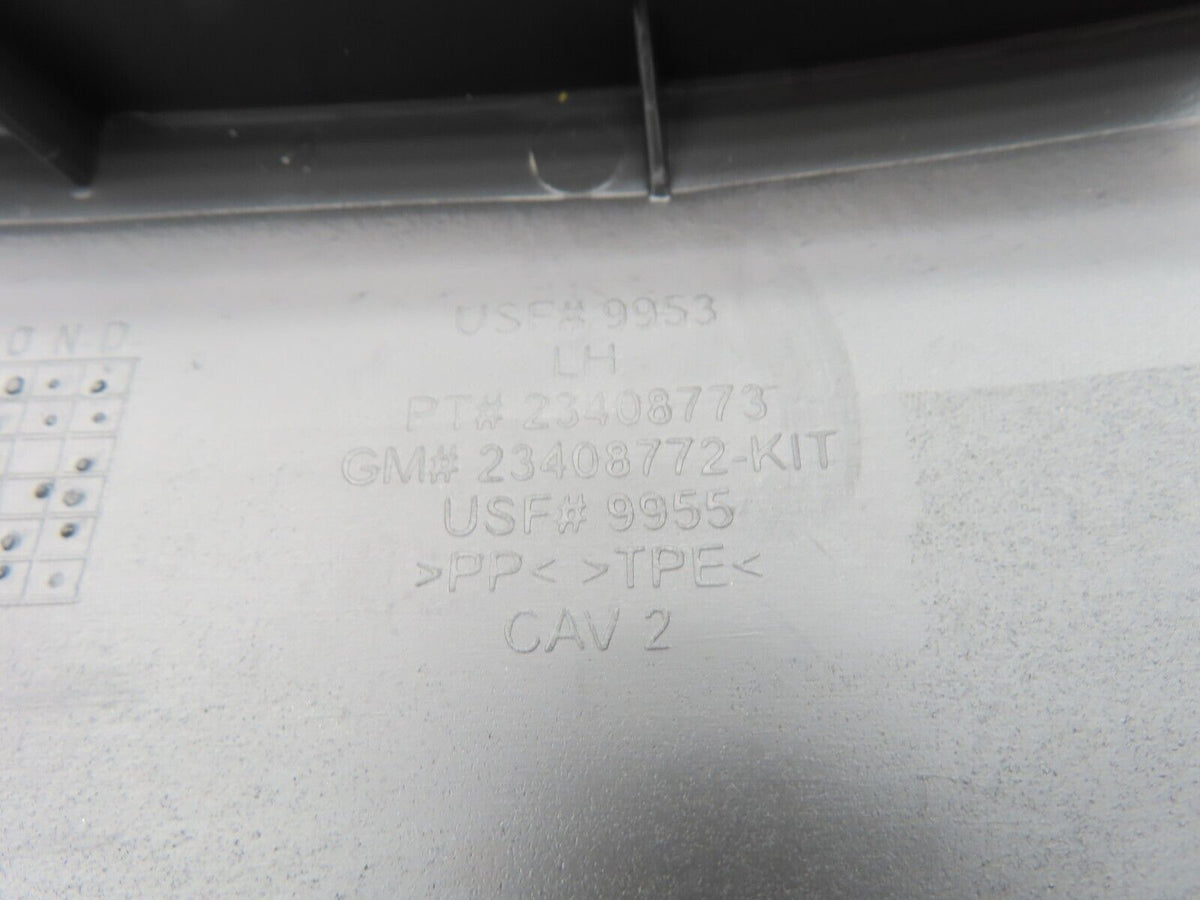 O N D
USF# 9953
LH
PT# 23408773
GM# 23408772-KIT
USF# 9955
>PP< >TPE<
CAV 2